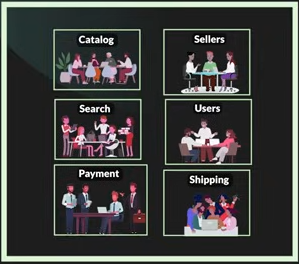 Catalog
Sellers
Search
Users
Payment
Shipping